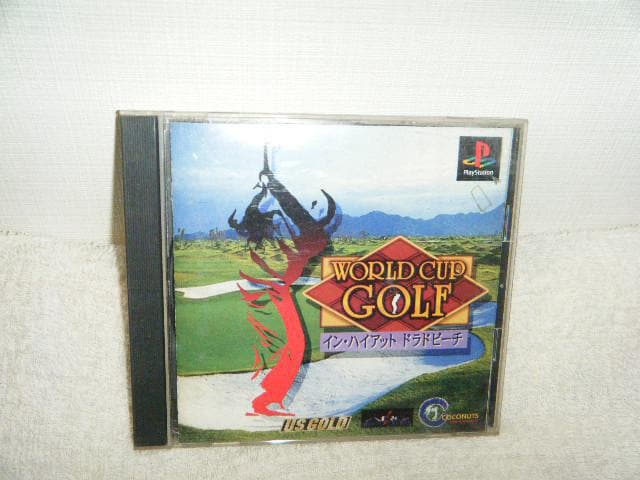 PlayStation
WORLD CUP
GOLF
イン・ハイアット ドラドビーチ
US GOLD
COCONUTS